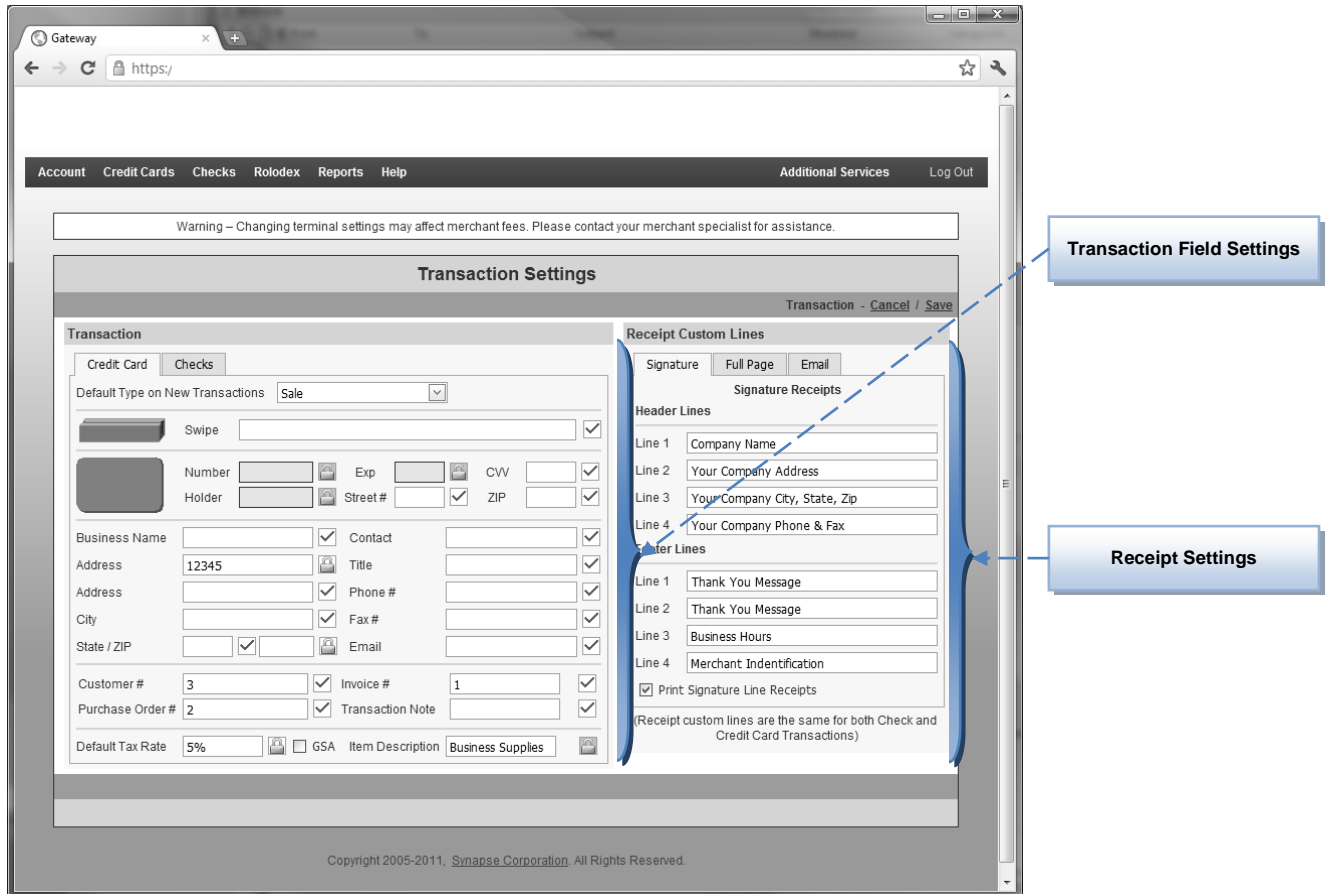 Gateway
https:/
Account Credit Cards Checks Rolodex Reports Help Additional Services Log Out
Warning – Changing terminal settings may affect merchant fees. Please contact your merchant specialist for assistance.
Transaction Settings
Transaction - Cancel / Save
Transaction
Credit Card Checks
Default Type on New Transactions Sale
Swipe
Number Exp CVV
Holder Street # ZIP
Business Name Contact
Address 12345 Title
Address Phone #
City Fax #
State / ZIP Email
Customer # 3 Invoice # 1
Purchase Order # 2 Transaction Note
Default Tax Rate 5% GSA Item Description Business Supplies
Receipt Custom Lines
Signature Full Page Email
Signature Receipts
Header Lines
Line 1 Company Name
Line 2 Your Company Address
Line 3 Your Company City, State, Zip
Line 4 Your Company Phone & Fax
Footer Lines
Line 1 Thank You Message
Line 2 Thank You Message
Line 3 Business Hours
Line 4 Merchant Indentification
Print Signature Line Receipts
(Receipt custom lines are the same for both Check and
Credit Card Transactions)
Transaction Field Settings
Receipt Settings
Copyright 2005-2011, Synapse Corporation. All Rights Reserved.